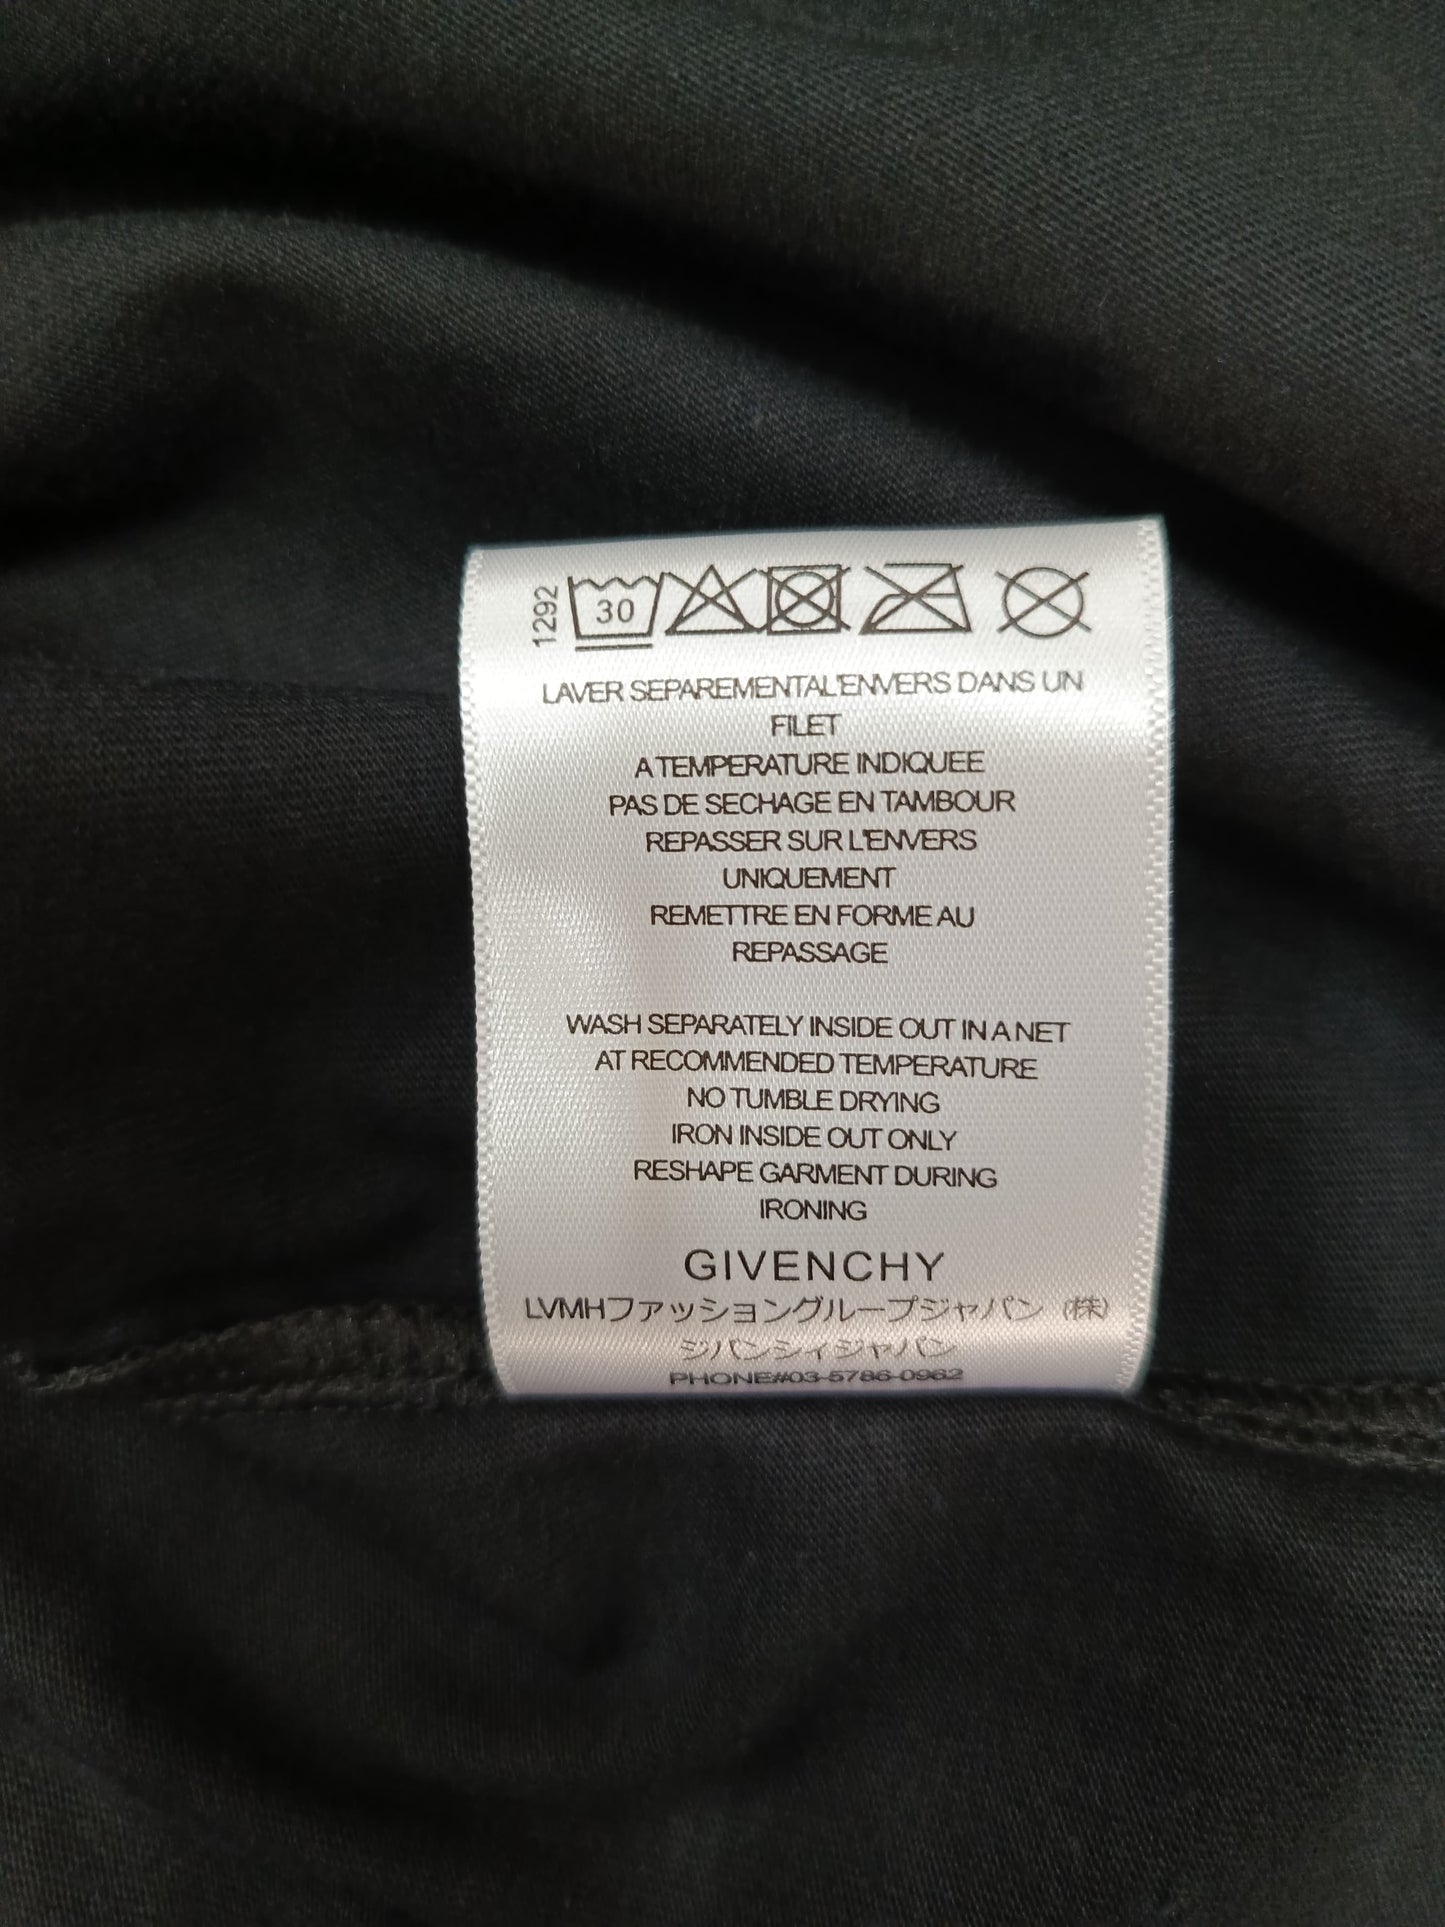 1292
30
LAVER SEPAREMENTAL'ENVERS DANS UN
FILET
A TEMPERATURE INDIQUEE
PAS DE SECHAGE EN TAMBOUR
REPASSER SUR L'ENVERS
UNIQUEMENT
REMETTRE EN FORME AU
REPASSAGE
WASH SEPARATELY INSIDE OUT IN A NET
AT RECOMMENDED TEMPERATURE
NO TUMBLE DRYING
IRON INSIDE OUT ONLY
RESHAPE GARMENT DURING
IRONING
GIVENCHY
LVMHファッショングループジャパン (株)
ジバンシィジャパン
PHONE#03-5786-0962